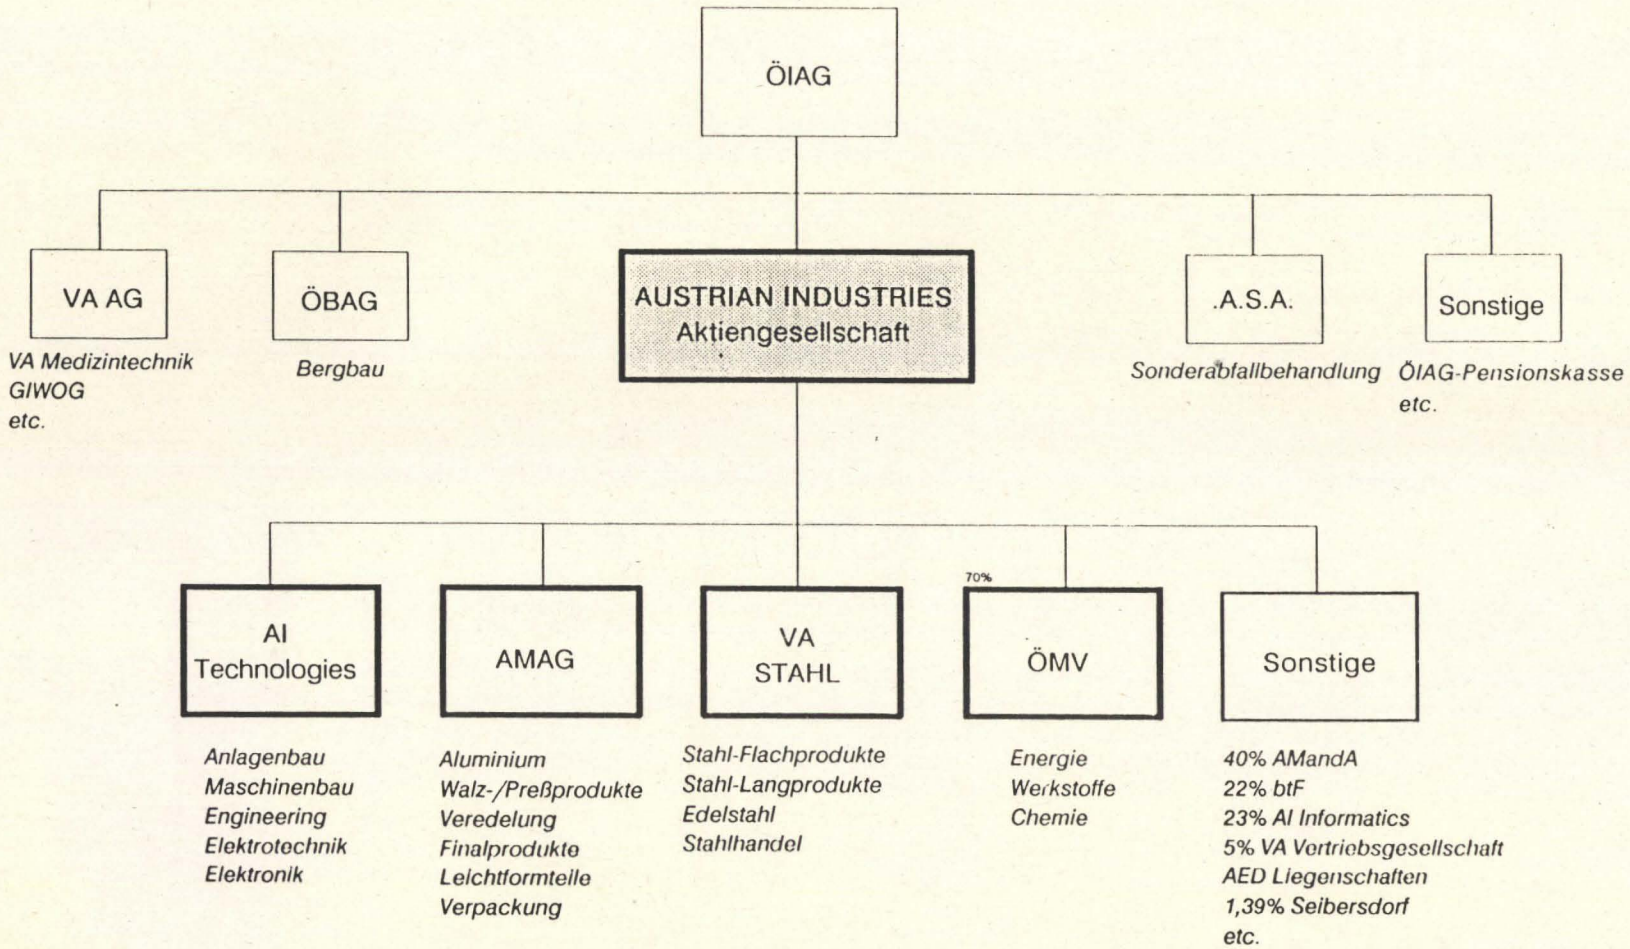 ÖIAG
VA AG
VA Medizintechnik
GIWOG
etc.
ÖBAG
Bergbau
AUSTRIAN INDUSTRIES
Aktiengesellschaft
.A.S.A.
Sonderabfallbehandlung
Sonstige
ÖIAG-Pensionskasse
etc.
AI
Technologies
Anlagenbau
Maschinenbau
Engineering
Elektrotechnik
Elektronik
AMAG
Aluminium
Walz-/Preßprodukte
Veredelung
Finalprodukte
Leichtformteile
Verpackung
VA
STAHL
Stahl-Flachprodukte
Stahl-Langprodukte
Edelstahl
Stahlhandel
70%
ÖMV
Energie
Werkstoffe
Chemie
Sonstige
40% AMandA
22% btF
23% AI Informatics
5% VA Vertriebsgesellschaft
AED Liegenschaften
1,39% Seibersdorf
etc.